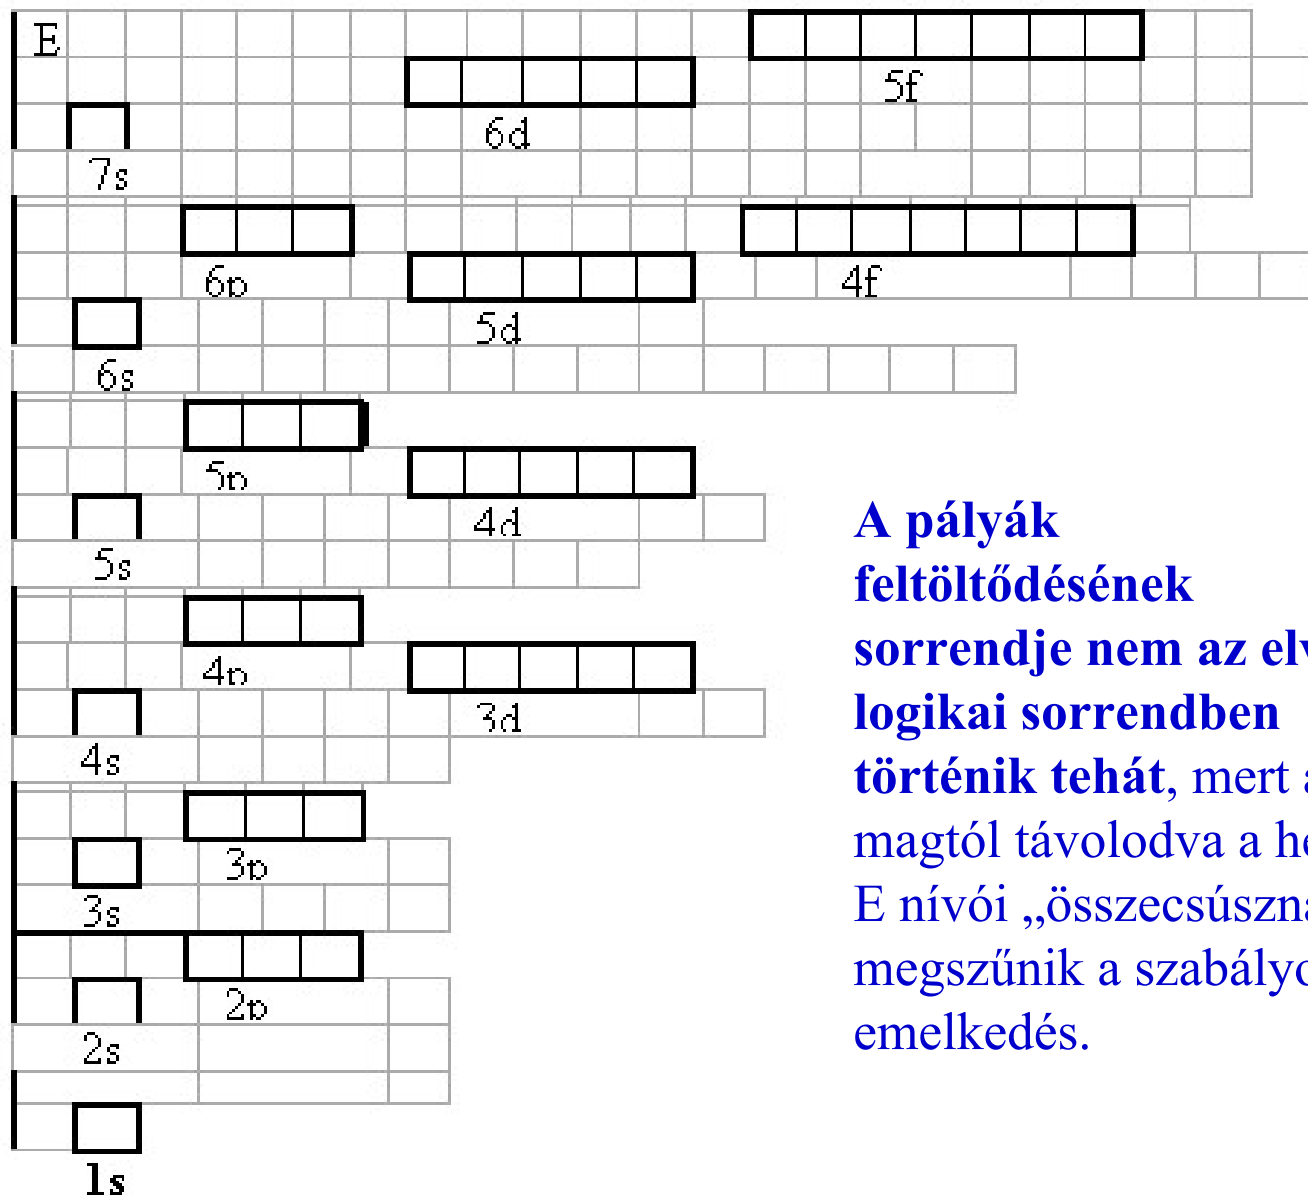 E
5f
6d
7s
6p
4f
5d
6s
5p
4d
5s
4p
3d
4s
3p
3s
2p
2s
1s
A pályák
feltöltődésének
sorrendje nem az
logikai sorrendben
történik tehát, mert
magtól távolodva a
E nívói
megszűnik a
emelkedés.